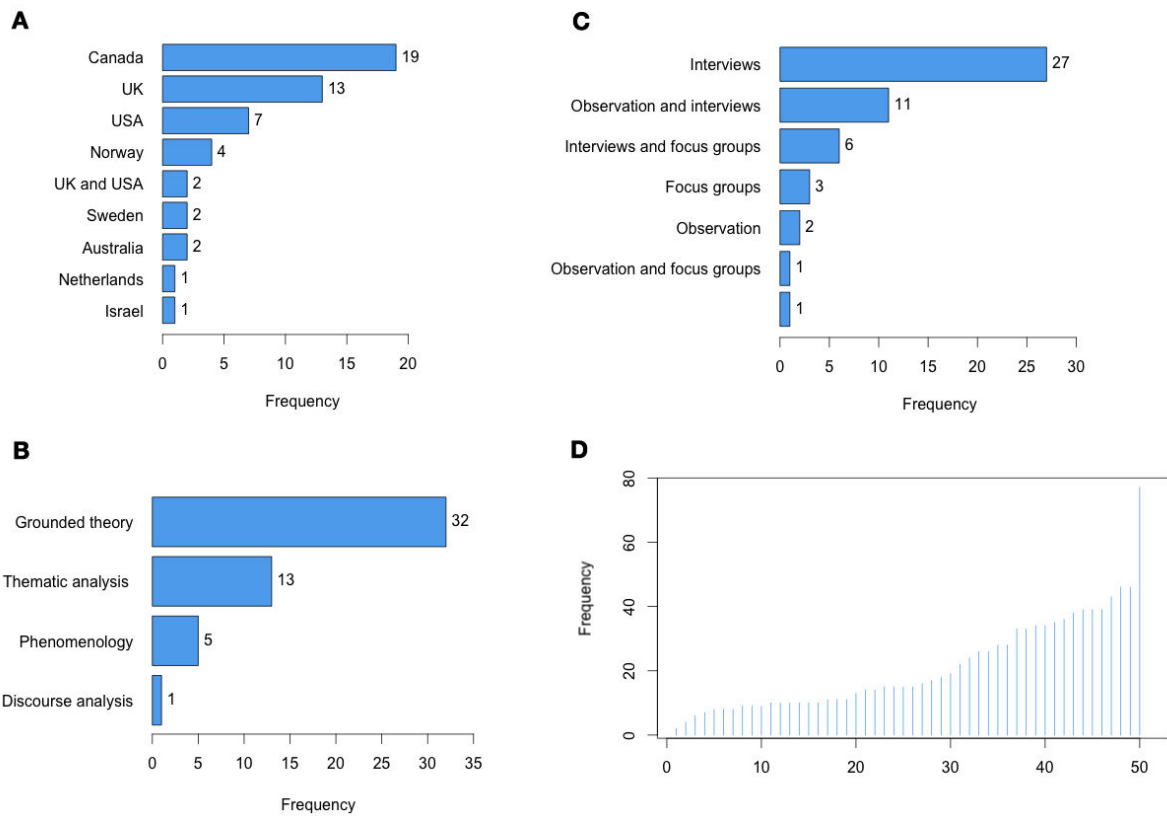 A
Canada 19
UK 13
USA 7
Norway 4
UK and USA 2
Sweden 2
Australia 2
Netherlands 1
Israel 1
0 5 10 15 20
Frequency
B
Grounded theory 32
Thematic analysis 13
Phenomenology 5
Discourse analysis 1
0 5 10 15 20 25 30 35
Frequency
C
Interviews 27
Observation and interviews 11
Interviews and focus groups 6
Focus groups 3
Observation 2
Observation and focus groups 1
1
0 5 10 15 20 25 30
Frequency
D
80
60
40
20
0
Frequency
0 10 20 30 40 50